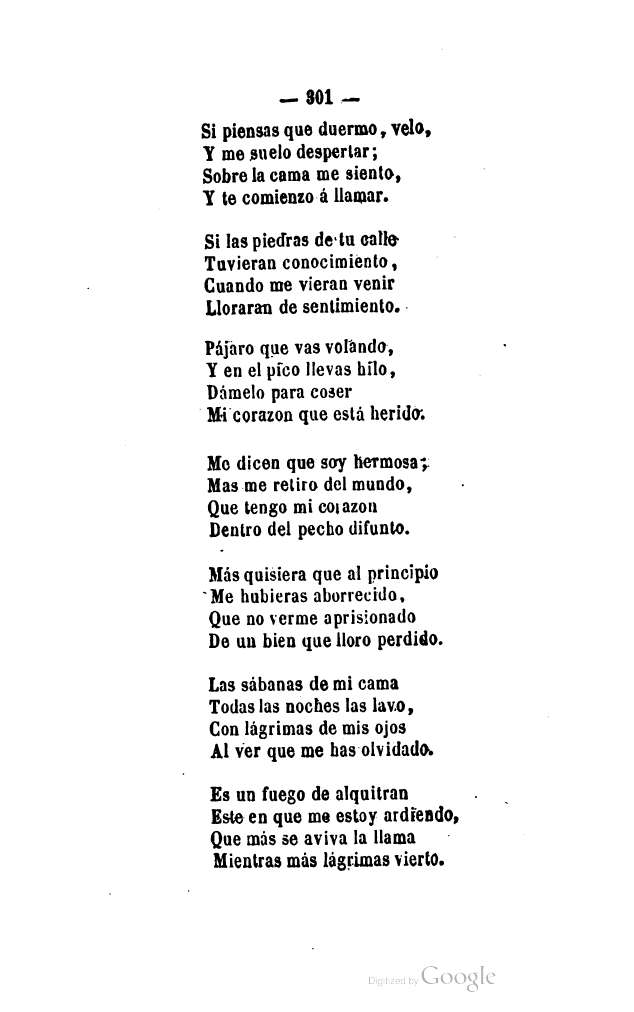 — 301 —
Si piensas que duermo, velo,
Y me suelo despertar;
Sobre la cama me siento,
Y te comienzo á llamar.
Si las piedras de tu calle
Tuvieran conocimiento,
Cuando me vieran venir
Lloraran de sentimiento.
Pájaro que vas volando,
Y en el pico llevas hilo,
Dámelo para coser
Mi corazon que está herido.
Me dicen que soy hermosa;
Mas me retiro del mundo,
Que tengo mi corazon
Dentro del pecho difunto.
Más quisiera que al principio
Me hubieras aborrecido,
Que no verme aprisionado
De un bien que lloro perdido.
Las sábanas de mi cama
Todas las noches las lavo,
Con lágrimas de mis ojos
Al ver que me has olvidado.
Es un fuego de alquitran
Este en que me estoy ardiendo,
Que más se aviva la llama
Mientras más lágrimas vierto.
Digitized by Google